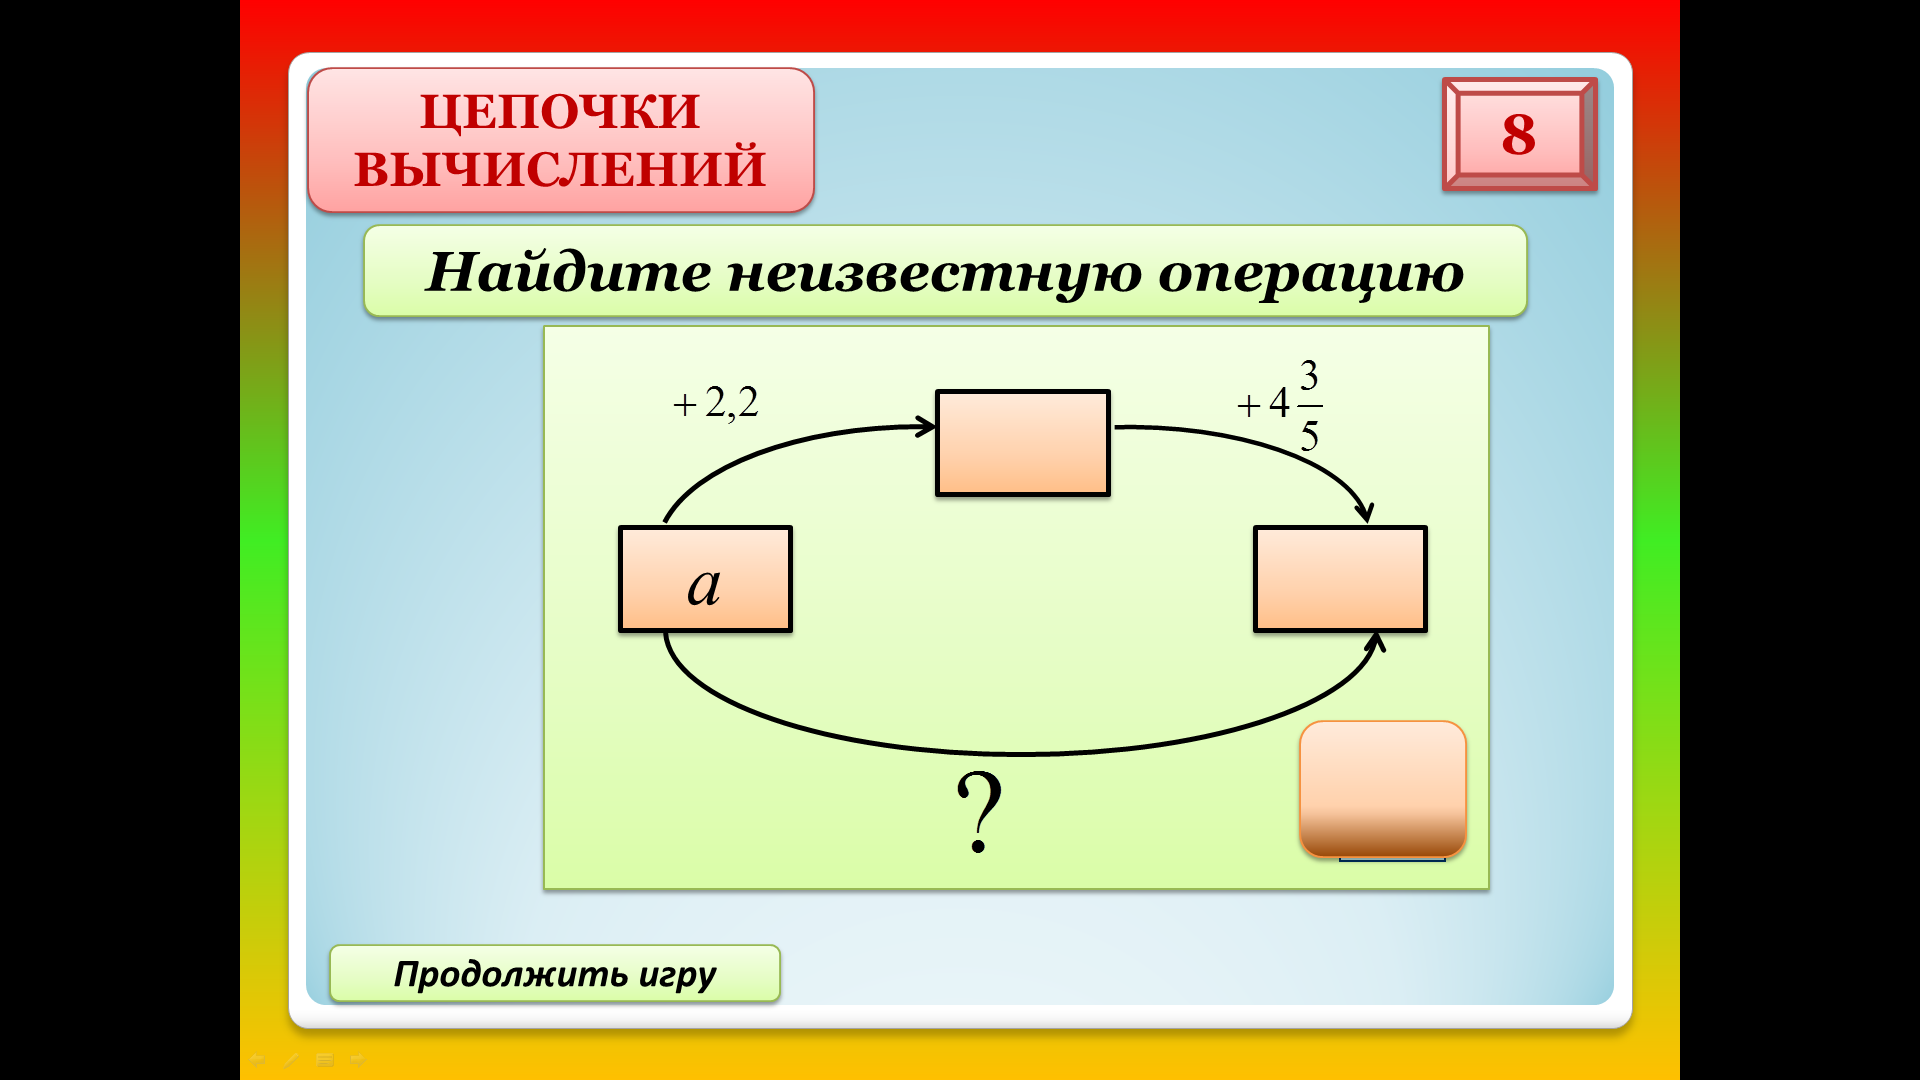 ЦЕПОЧКИ
ВЫЧИСЛЕНИЙ
8
Найдите неизвестную операцию
+ 2,2
+ 4 3/5
a
?
Продолжить игру